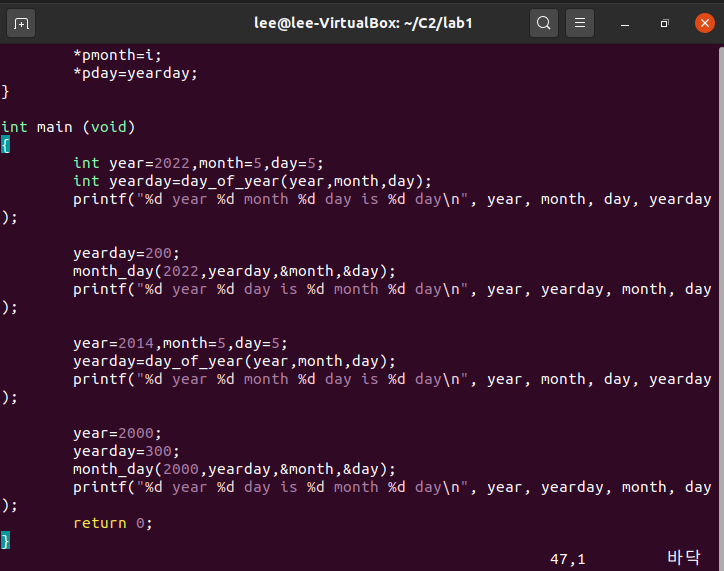 lee@lee-VirtualBox: ~/C2/lab1
*pmonth=i;
*pday=yearday;
}
int main (void)
{
int year=2022,month=5,day=5;
int yearday=day_of_year(year,month,day);
printf("%d year %d month %d day is %d day\n", year, month, day, yearday
);
yearday=200;
month_day(2022,yearday,&month,&day);
printf("%d year %d day is %d month %d day\n", year, yearday, month, day
);
year=2014,month=5,day=5;
yearday=day_of_year(year,month,day);
printf("%d year %d month %d day is %d day\n", year, month, day, yearday
);
year=2000;
yearday=300;
month_day(2000,yearday,&month,&day);
printf("%d year %d day is %d month %d day\n", year, yearday, month, day
);
return 0;
}
47,1 바닥